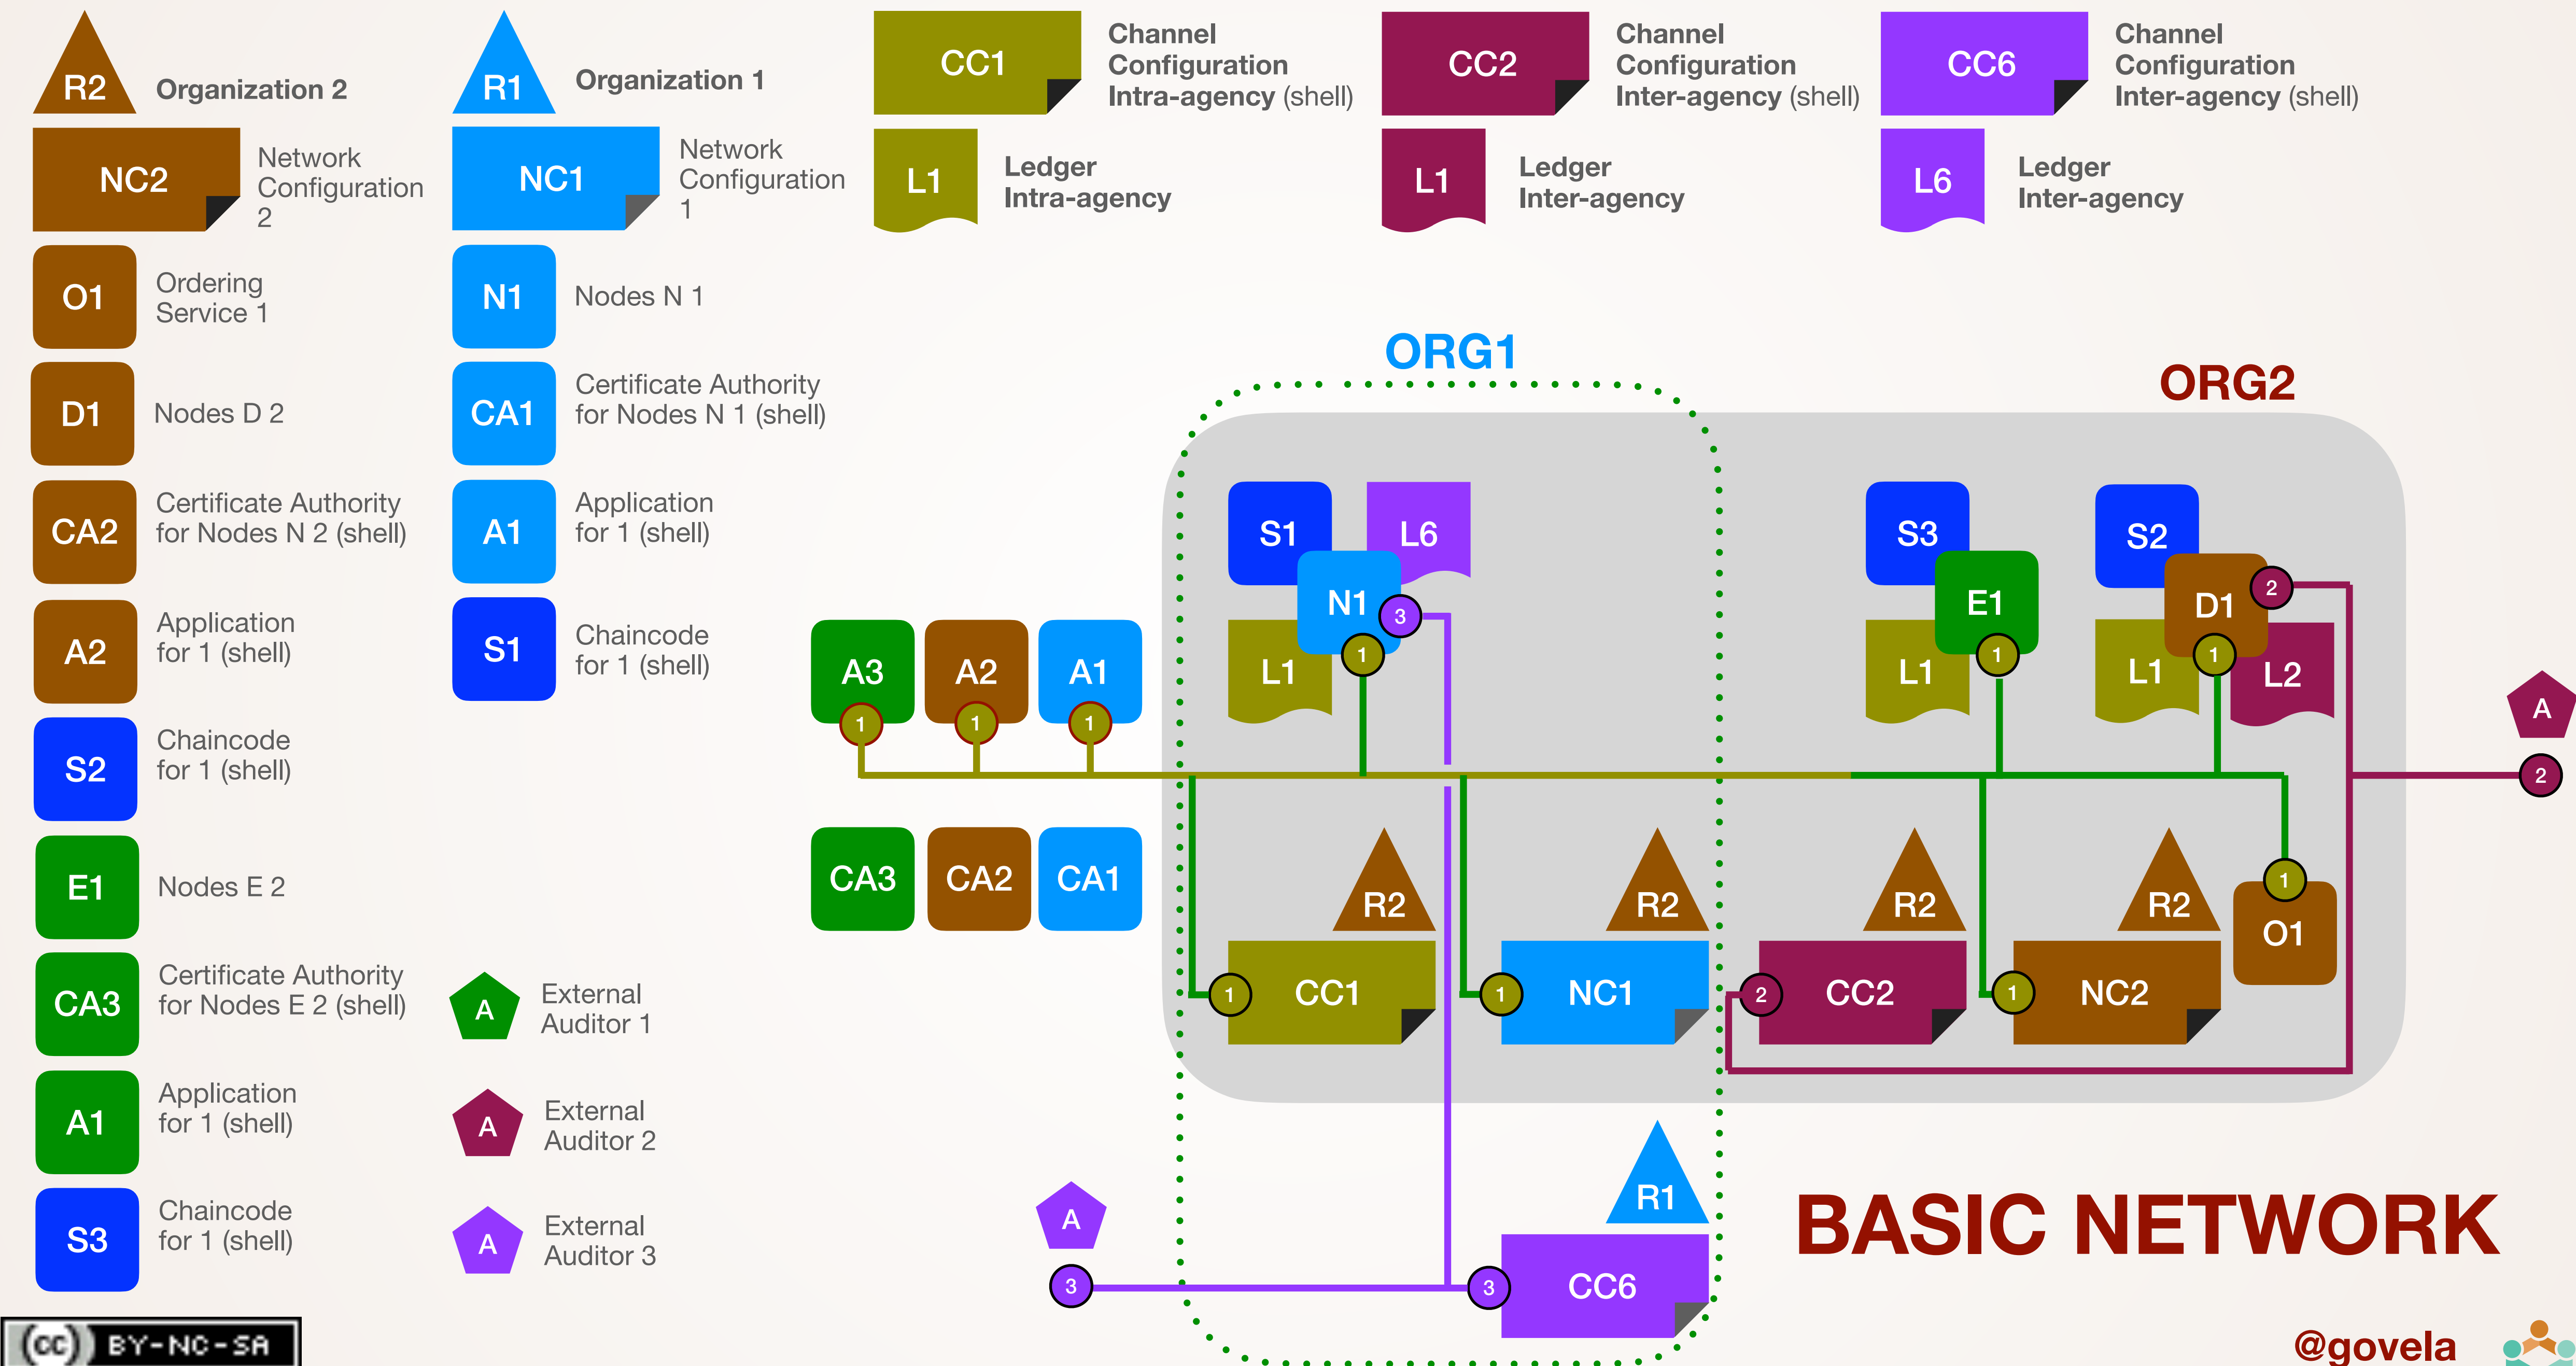 R2
Organization 2
NC2
Network
Configuration
2
O1
Ordering
Service 1
D1
Nodes D 2
CA2
Certificate Authority
for Nodes N 2 (shell)
A2
Application
for 1 (shell)
S2
Chaincode
for 1 (shell)
E1
Nodes E 2
CA3
Certificate Authority
for Nodes E 2 (shell)
A1
Application
for 1 (shell)
S3
Chaincode
for 1 (shell)
R1
Organization 1
NC1
Network
Configuration
1
N1
Nodes N 1
CA1
Certificate Authority
for Nodes N 1 (shell)
A1
Application
for 1 (shell)
S1
Chaincode
for 1 (shell)
A
External
Auditor 1
A
External
Auditor 2
A
External
Auditor 3
CC1
Channel
Configuration
Intra-agency (shell)
L1
Ledger
Intra-agency
CC2
Channel
Configuration
Inter-agency (shell)
L1
Ledger
Inter-agency
CC6
Channel
Configuration
Inter-agency (shell)
L6
Ledger
Inter-agency
ORG1
ORG2
S1
L6
N1
3
1
L1
S3
E1
1
L1
S2
D1
2
1
L1
L2
A3
A2
A1
1
1
1
A
2
CA3
CA2
CA1
R2
R2
R2
R2
1
O1
1
CC1
1
NC1
2
CC2
1
NC2
R1
A
3
3
CC6
BASIC NETWORK
cc BY-NC-SA
@govela